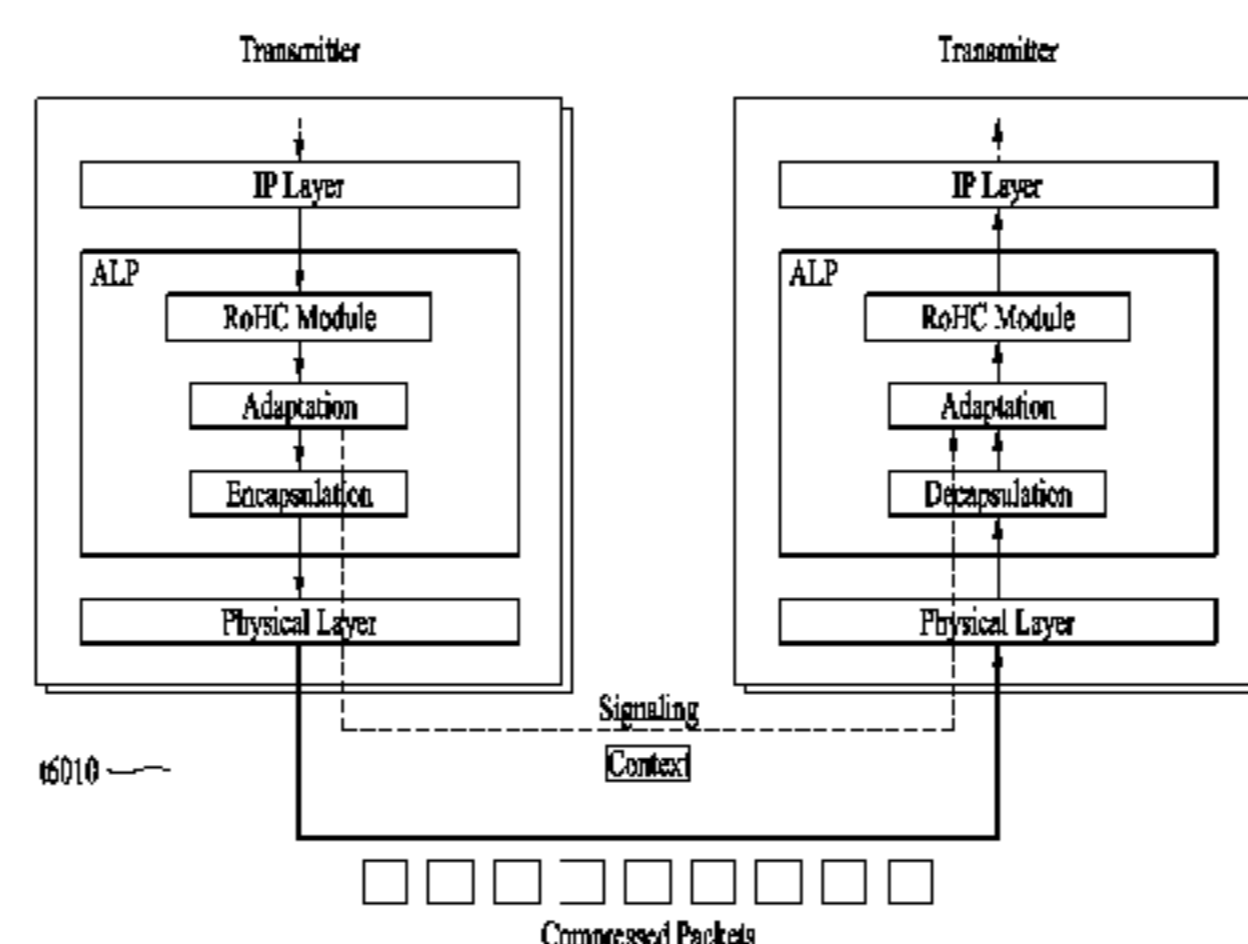 Transmitter
Transmitter
IP Layer
IP Layer
ALP
ALP
RoHC Module
RoHC Module
Adaptation
Adaptation
Encapsulation
Decapsulation
Physical Layer
Physical Layer
Signaling
Context
t6010
Compressed Packets